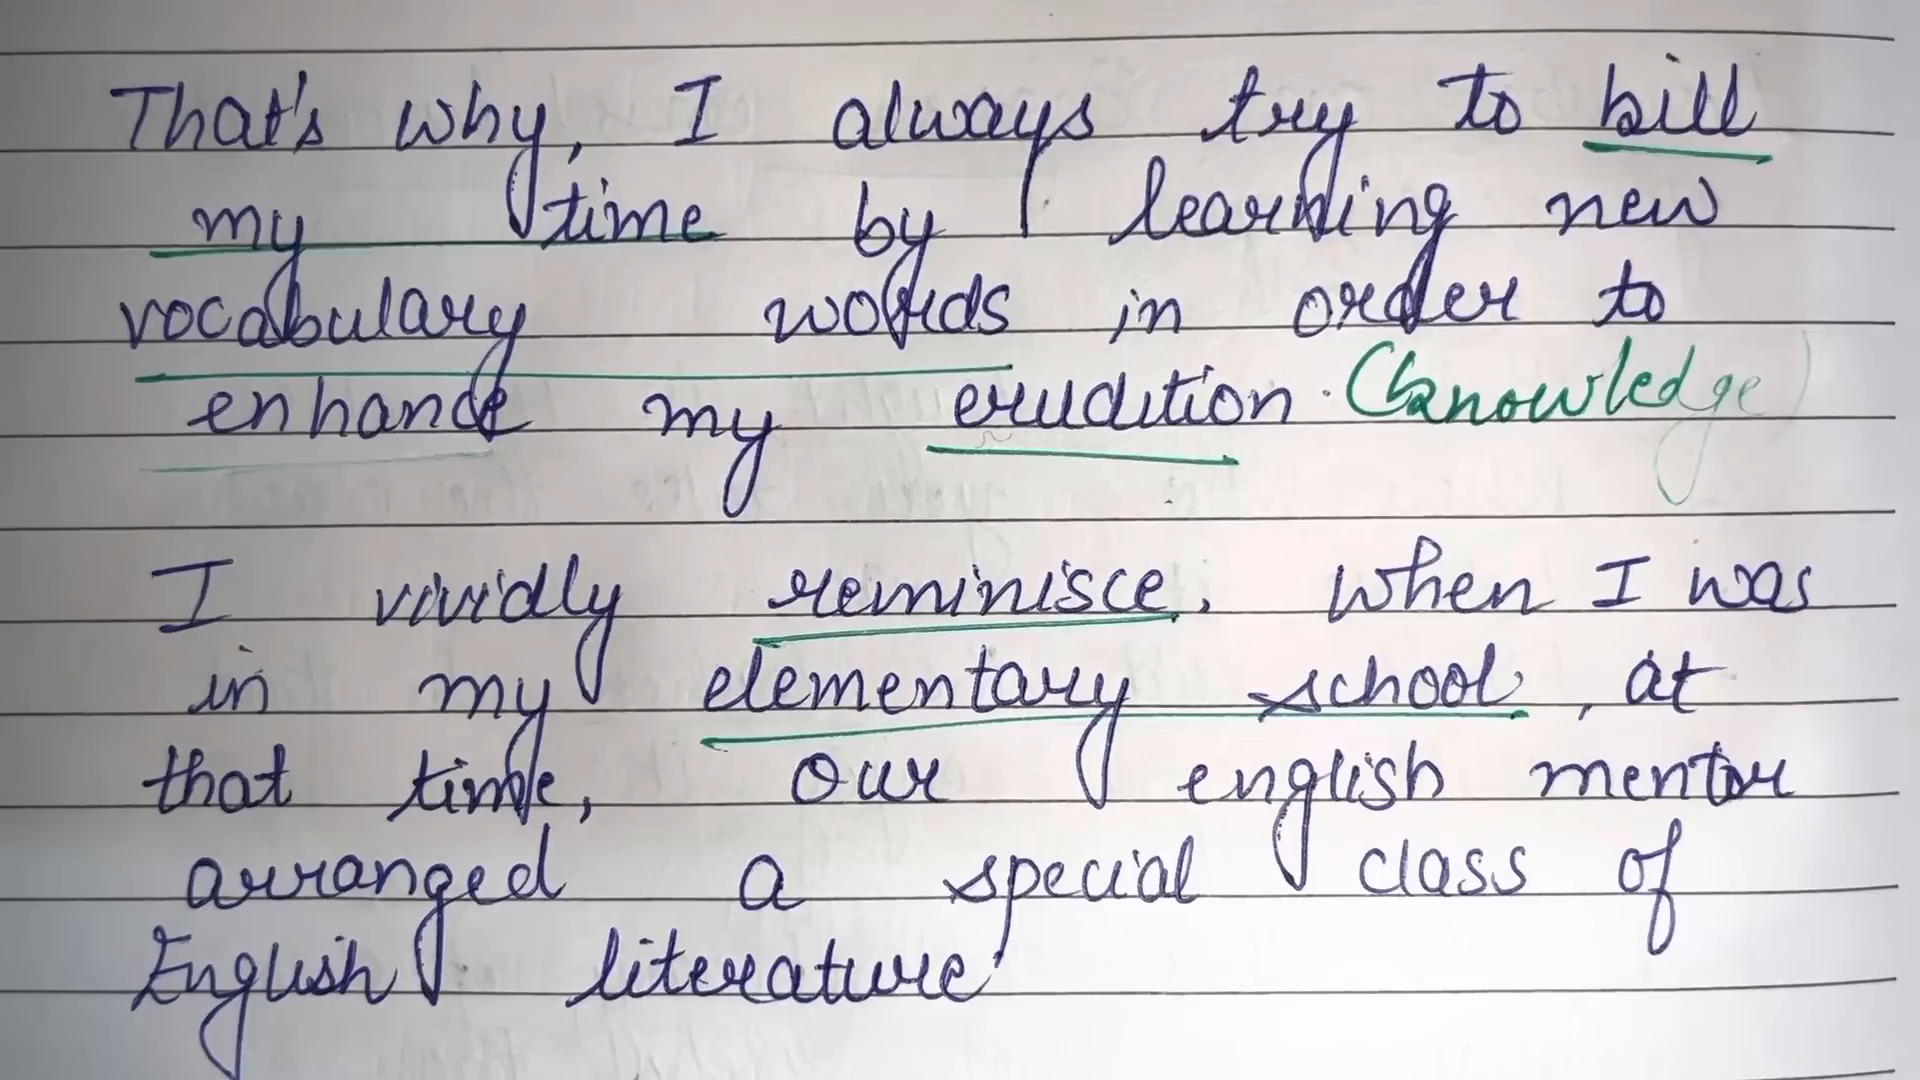 That's why, I always try to bill
my time by learning new
vocabulary words in order to
enhance my erudition. (knowledge)
I vividly reminisce, when I was
in my elementary school, at
that time, our english mentor
arranged a special class of
English literature